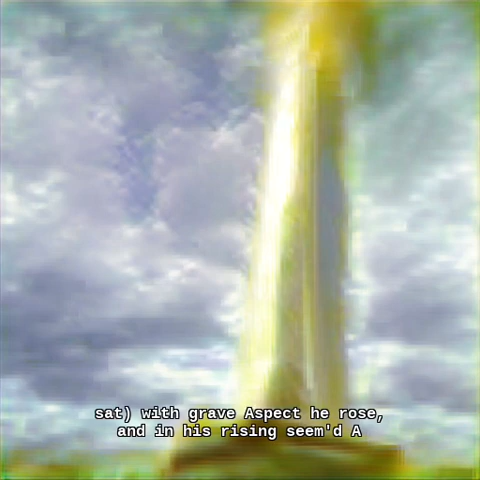 sat) with grave Aspect he rose,
and in his rising seem'd A